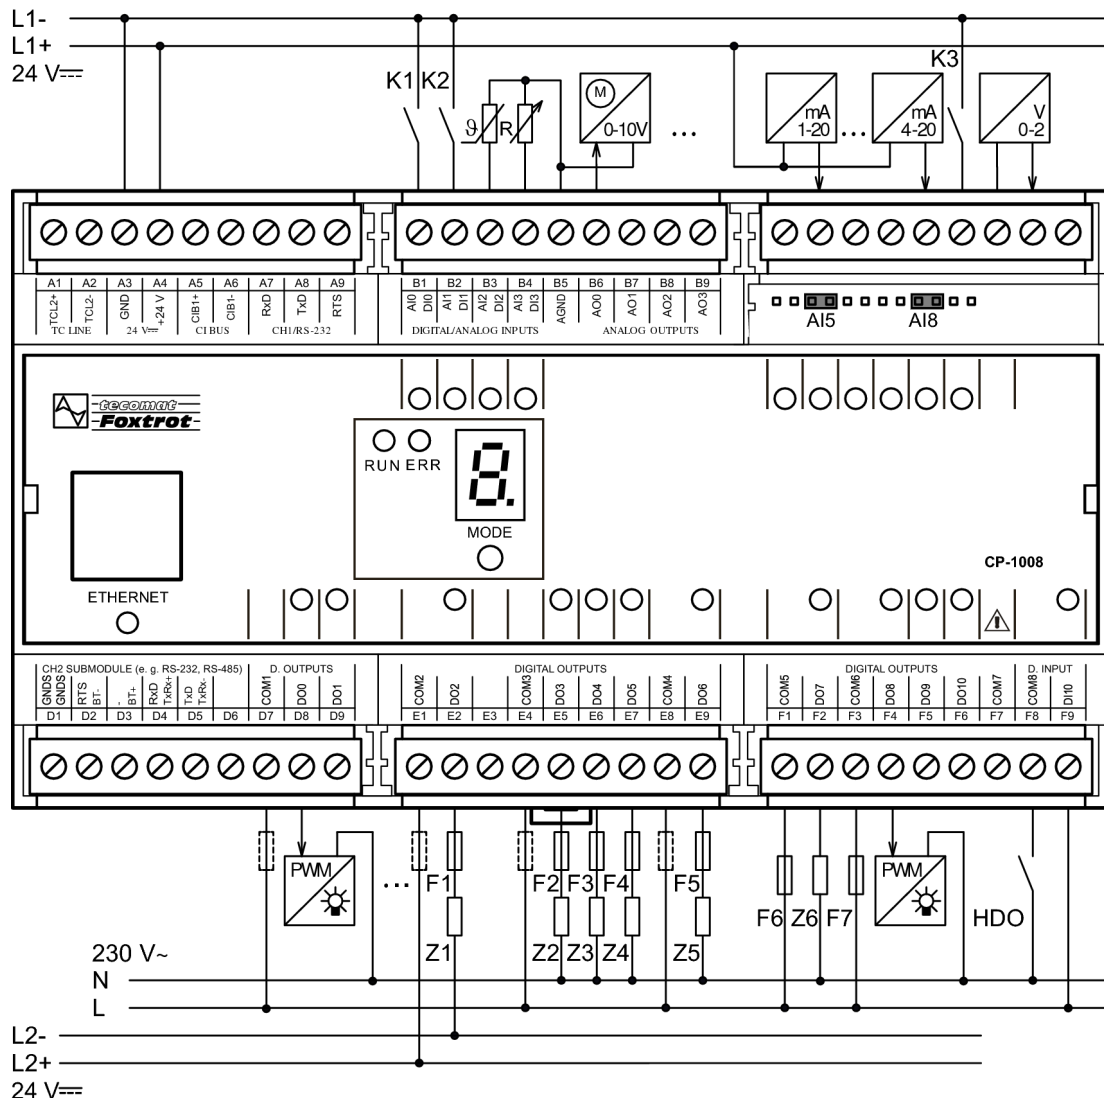 L1-
L1+
24 V
K1 K2 K3
ϑ R M 0-10V ... mA 1-20 ... mA 4-20 V 0-2
A1 A2 A3 A4 A5 A6 A7 A8 A9
TCL2+ TCL2- GND +24 V CIB1+ CIB1- RxD TxD RTS
TC LINE 24 V CI BUS CH1/RS-232
B1 B2 B3 B4 B5 B6 B7 B8 B9
AI0 DI0 AI1 DI1 AI2 DI2 AI3 DI3 AGND AO0 AO1 AO2 AO3
DIGITAL/ANALOG INPUTS ANALOG OUTPUTS
AI5 AI8
tecomat
Foxtrot
RUN ERR
8.
MODE
CP-1008
ETHERNET
CH2 SUBMODULE (e. g. RS-232, RS-485) D. OUTPUTS
GNDS GNDS RTS BT- - BT+ RxD TxRx+ TxD TxRx- COM1 DO0 DO1
D1 D2 D3 D4 D5 D6 D7 D8 D9
DIGITAL OUTPUTS
COM2 DO2 COM3 DO3 DO4 DO5 COM4 DO6
E1 E2 E3 E4 E5 E6 E7 E8 E9
DIGITAL OUTPUTS D. INPUT
COM5 DO7 COM6 DO8 DO9 DO10 COM7 COM8 DI10
F1 F2 F3 F4 F5 F6 F7 F8 F9
PWM ... F1 F2 F3 F4 F5 PWM
Z1 Z2 Z3 Z4 Z5 F6 Z6 F7 HDO
230 V~
N
L
L2-
L2+
24 V